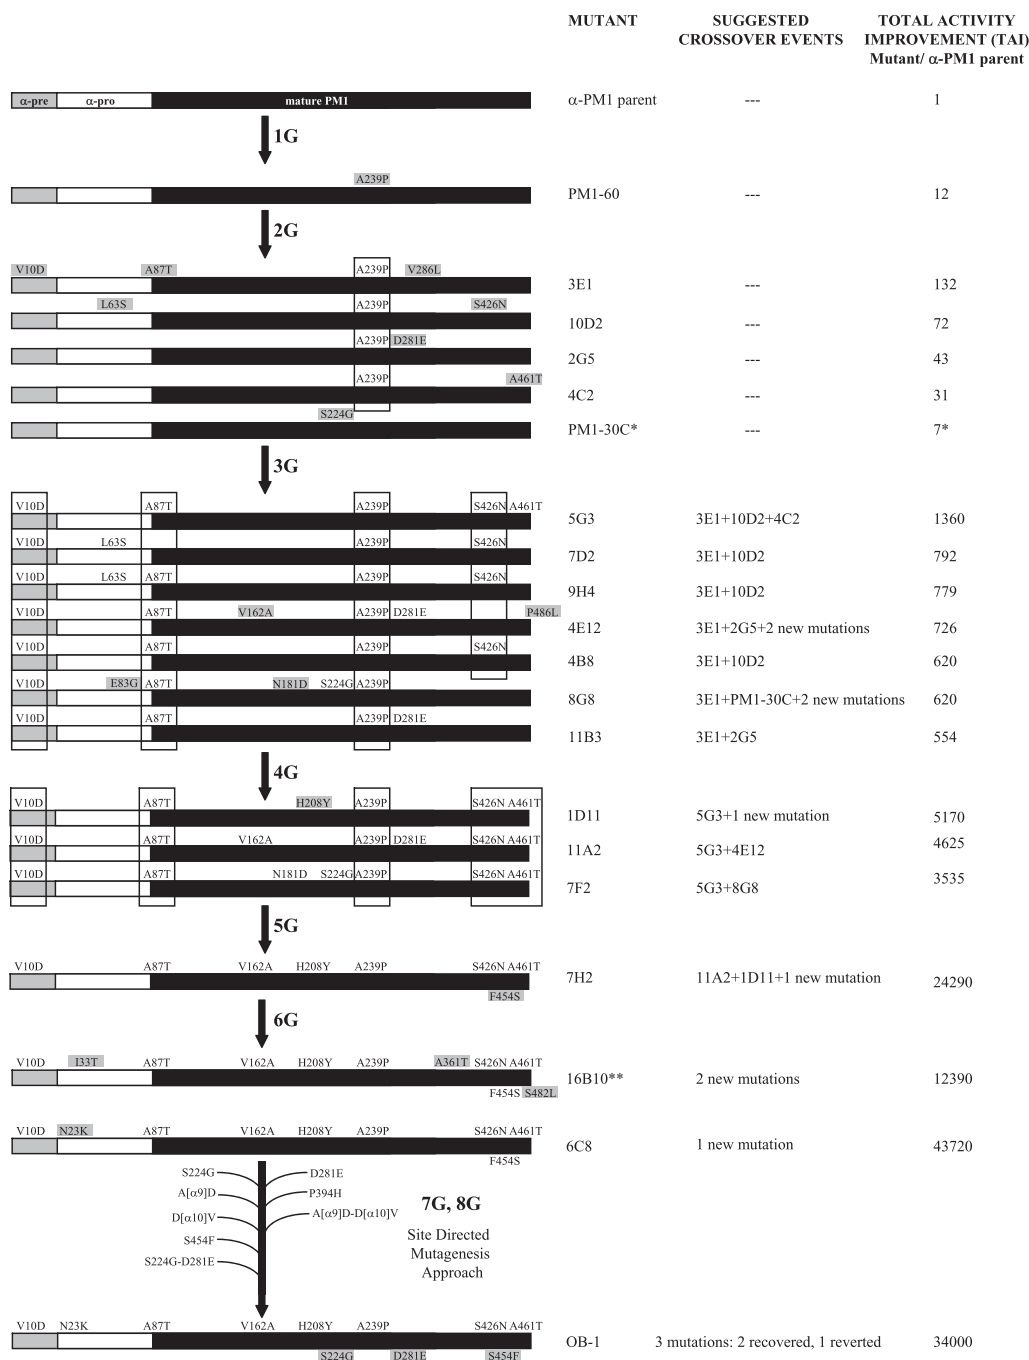 MUTANT SUGGESTED CROSSOVER EVENTS TOTAL ACTIVITY IMPROVEMENT (TAI) Mutant/ α-PM1 parent
α-pre α-pro mature PM1 α-PM1 parent --- 1
1G
A239P
PM1-60 --- 12
2G
V10D A87T A239P V286L
3E1 --- 132
L63S A239P S426N
10D2 --- 72
A239P D281E
2G5 --- 43
A239P A461T
4C2 --- 31
S224G
PM1-30C* --- 7*
3G
V10D A87T A239P S426N A461T
5G3 3E1+10D2+4C2 1360
V10D L63S A239P S426N
7D2 3E1+10D2 792
V10D L63S A87T A239P S426N
9H4 3E1+10D2 779
V10D A87T V162A A239P D281E P486L
4E12 3E1+2G5+2 new mutations 726
V10D A87T A239P S426N
4B8 3E1+10D2 620
V10D E83G A87T N181D S224G A239P
8G8 3E1+PM1-30C+2 new mutations 620
V10D A87T A239P D281E
11B3 3E1+2G5 554
4G
V10D A87T H208Y A239P S426N A461T
1D11 5G3+1 new mutation 5170
V10D A87T V162A A239P D281E S426N A461T
11A2 5G3+4E12 4625
V10D A87T N181D S224G A239P S426N A461T
7F2 5G3+8G8 3535
5G
V10D A87T V162A H208Y A239P S426N A461T
7H2 11A2+1D11+1 new mutation 24290
F454S
6G
V10D I33T A87T V162A H208Y A239P A361T S426N A461T
16B10** 2 new mutations 12390
F454S S482L
V10D N23K A87T V162A H208Y A239P S426N A461T
6C8 1 new mutation 43720
F454S
S224G D281E
A[α9]D P394H
D[α10]V A[α9]D-D[α10]V
S454F
S224G-D281E
7G, 8G
Site Directed
Mutagenesis
Approach
V10D N23K A87T V162A H208Y A239P S426N A461T
OB-1 3 mutations: 2 recovered, 1 reverted 34000
S224G D281E S454F